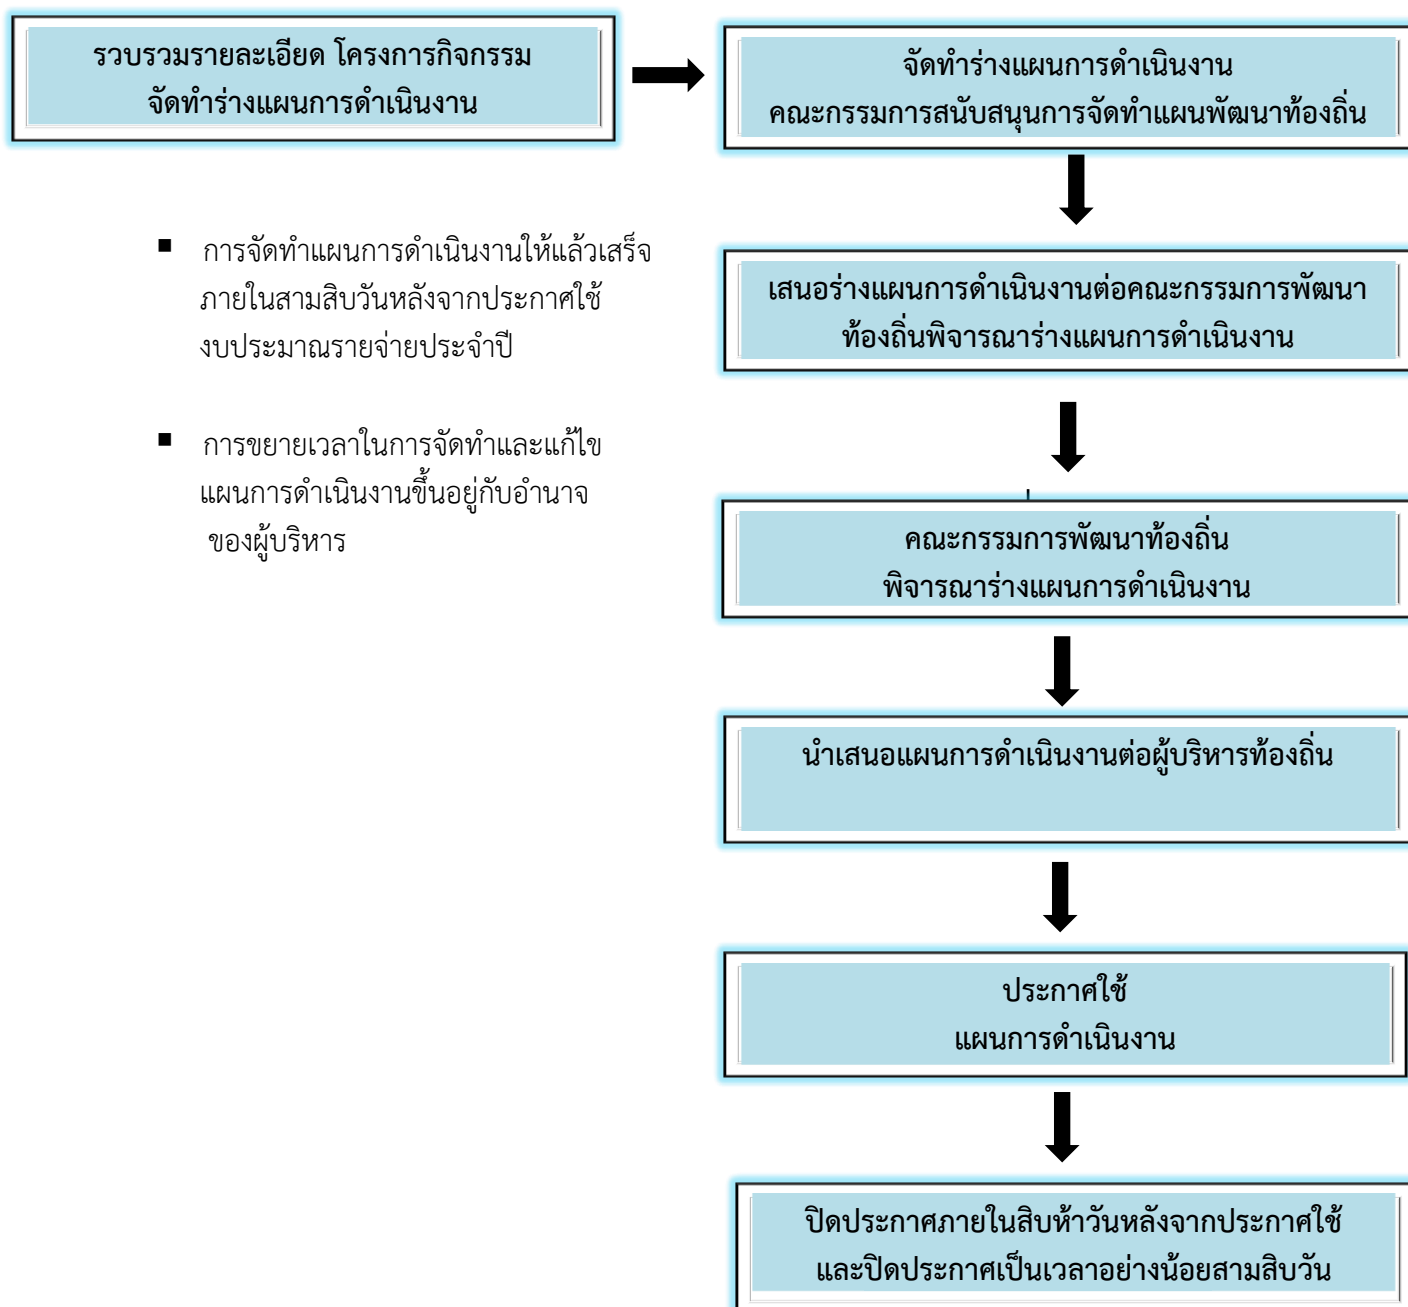 รวบรวมรายละเอียด โครงการกิจกรรม
จัดทำร่างแผนการดำเนินงาน
จัดทำร่างแผนการดำเนินงาน
คณะกรรมการสนับสนุนการจัดทำแผนพัฒนาท้องถิ่น
▪ การจัดทำแผนการดำเนินงานให้แล้วเสร็จ
ภายในสามสิบวันหลังจากประกาศใช้
งบประมาณรายจ่ายประจำปี
▪ การขยายเวลาในการจัดทำและแก้ไข
แผนการดำเนินงานขึ้นอยู่กับอำนาจ
ของผู้บริหาร
เสนอร่างแผนการดำเนินงานต่อคณะกรรมการพัฒนา
ท้องถิ่นพิจารณาร่างแผนการดำเนินงาน
คณะกรรมการพัฒนาท้องถิ่น
พิจารณาร่างแผนการดำเนินงาน
นำเสนอแผนการดำเนินงานต่อผู้บริหารท้องถิ่น
ประกาศใช้
แผนการดำเนินงาน
ปิดประกาศภายในสิบห้าวันหลังจากประกาศใช้
และปิดประกาศเป็นเวลาอย่างน้อยสามสิบวัน